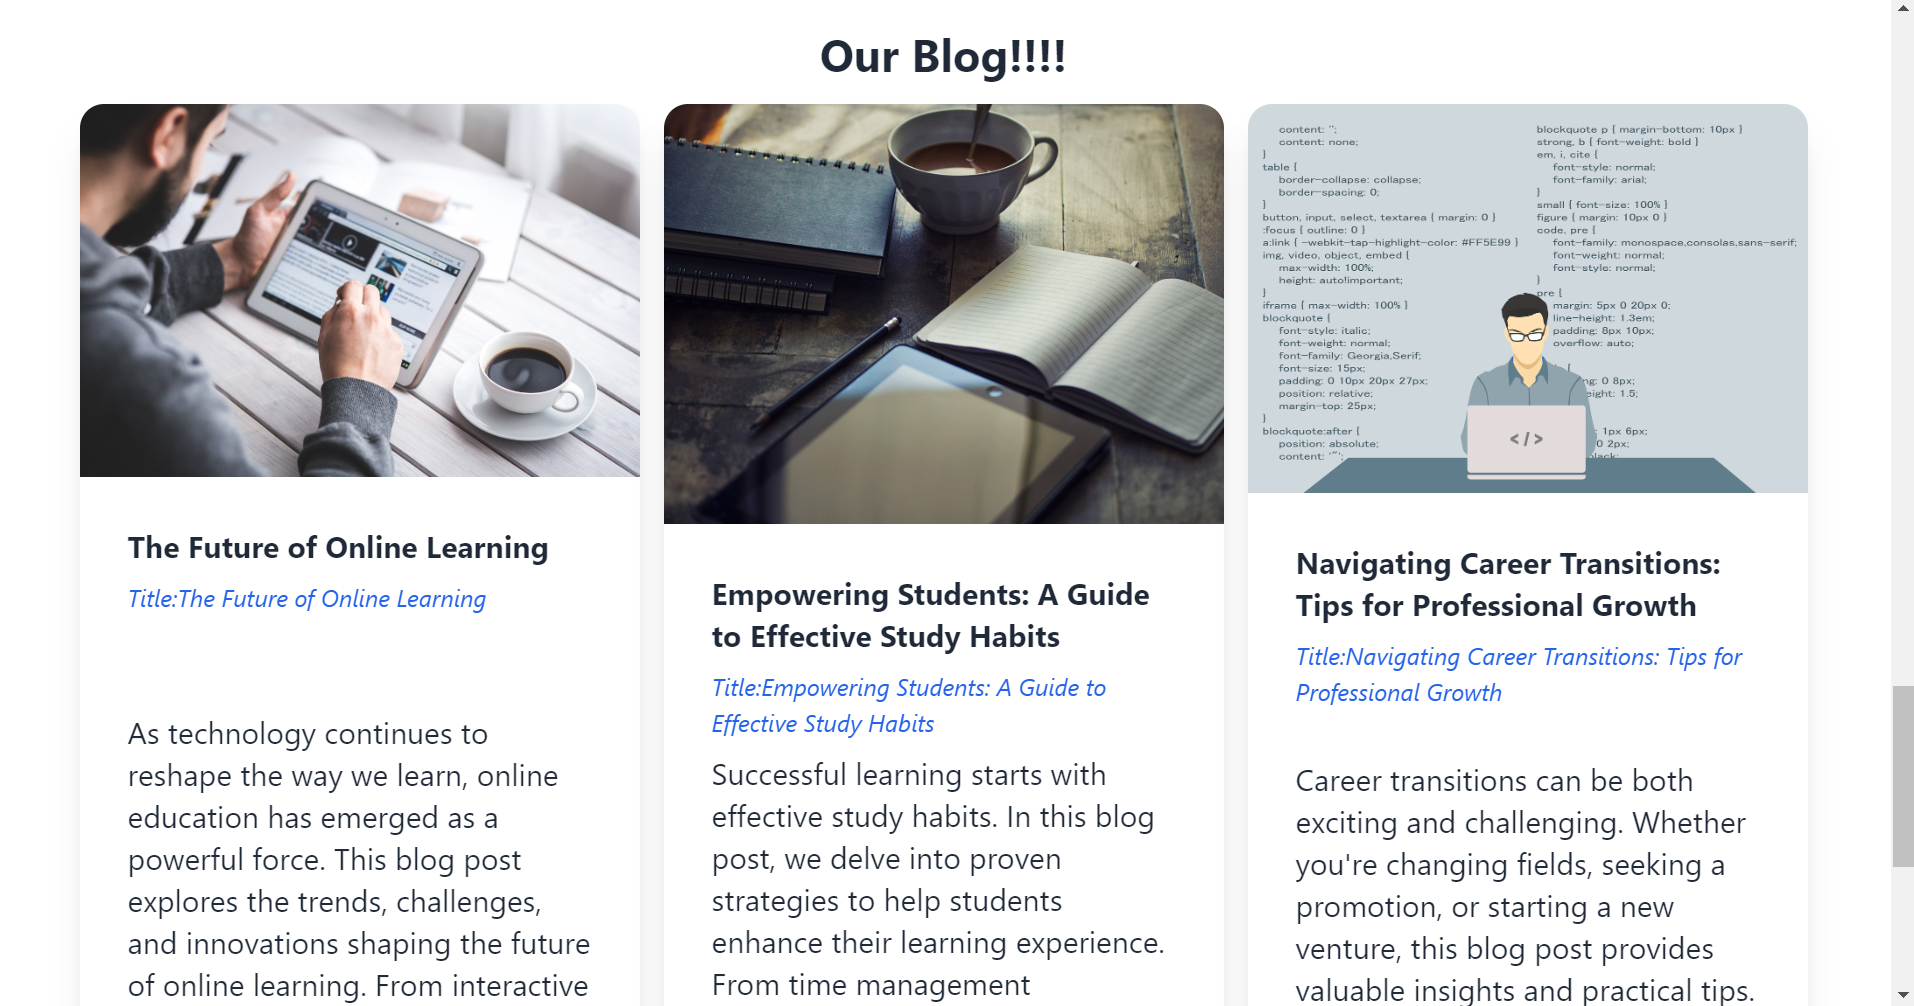 Our Blog!!!!
content: '';
content: none;
}
table {
border-collapse: collapse;
border-spacing: 0;
}
button, input, select, textarea { margin: 0 }
:focus { outline: 0 }
a:link { -webkit-tap-highlight-color: #FF5E99 }
img, video, object, embed {
max-width: 100%;
height: auto!important;
}
iframe { max-width: 100% }
blockquote {
font-style: italic;
font-weight: normal;
font-family: Georgia,Serif;
font-size: 15px;
padding: 0 10px 20px 27px;
position: relative;
margin-top: 25px;
}
blockquote:after {
position: absolute;
content:
blockquote p { margin-bottom: 10px }
strong, b { font-weight: bold }
em, i, cite {
font-style: normal;
font-family: arial;
}
small { font-size: 100% }
figure { margin: 10px 0 }
code, pre {
font-family: monospace,consolas,sans-serif;
font-weight: normal;
font-style: normal;
}
pre {
margin: 5px 0 20px 0;
line-height: 1.3em;
padding: 8px 10px;
overflow: auto;
{
0 8px;
1.5;
1px 6px;
0 2px;
</>
The Future of Online Learning
Title:The Future of Online Learning
As technology continues to
reshape the way we learn, online
education has emerged as a
powerful force. This blog post
explores the trends, challenges,
and innovations shaping the future
of online learning. From interactive
Empowering Students: A Guide
to Effective Study Habits
Title:Empowering Students: A Guide to
Effective Study Habits
Successful learning starts with
effective study habits. In this blog
post, we delve into proven
strategies to help students
enhance their learning experience.
From time management
Navigating Career Transitions:
Tips for Professional Growth
Title:Navigating Career Transitions: Tips for
Professional Growth
Career transitions can be both
exciting and challenging. Whether
you're changing fields, seeking a
promotion, or starting a new
venture, this blog post provides
valuable insights and practical tips.